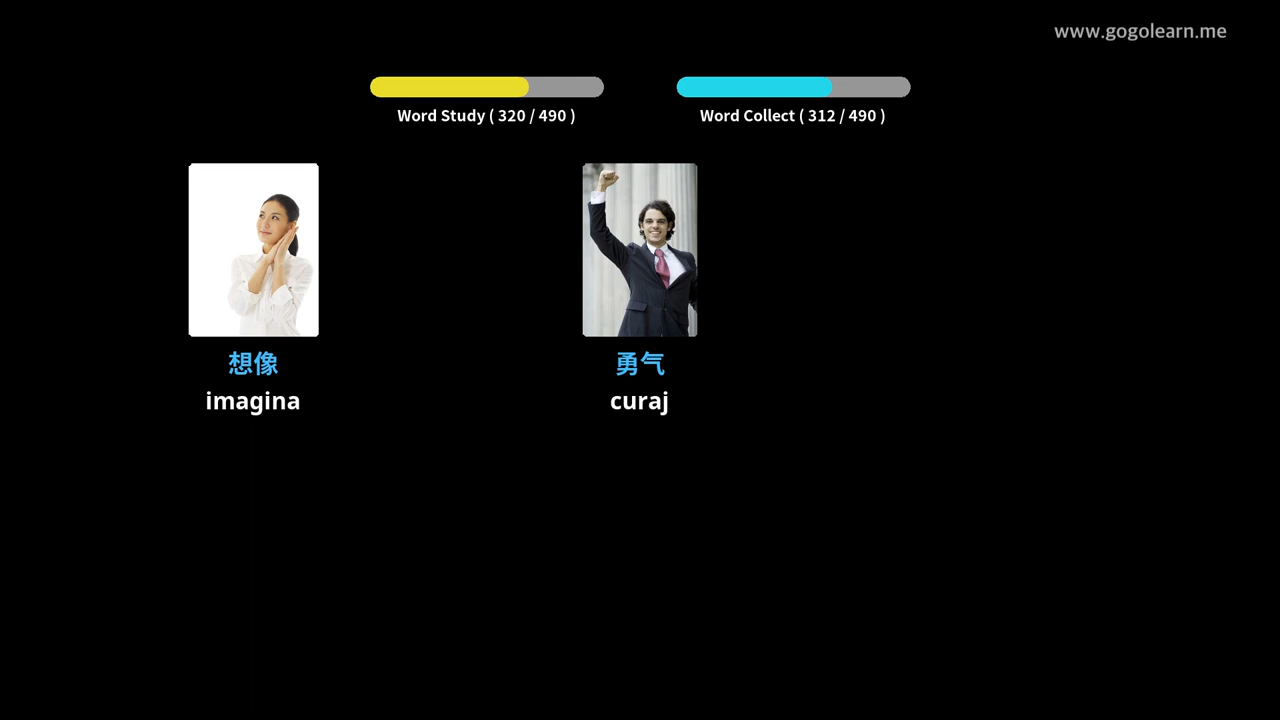 www.gogolearn.me
Word Study ( 320 / 490 )
Word Collect ( 312 / 490 )
想像
imagina
勇气
curaj